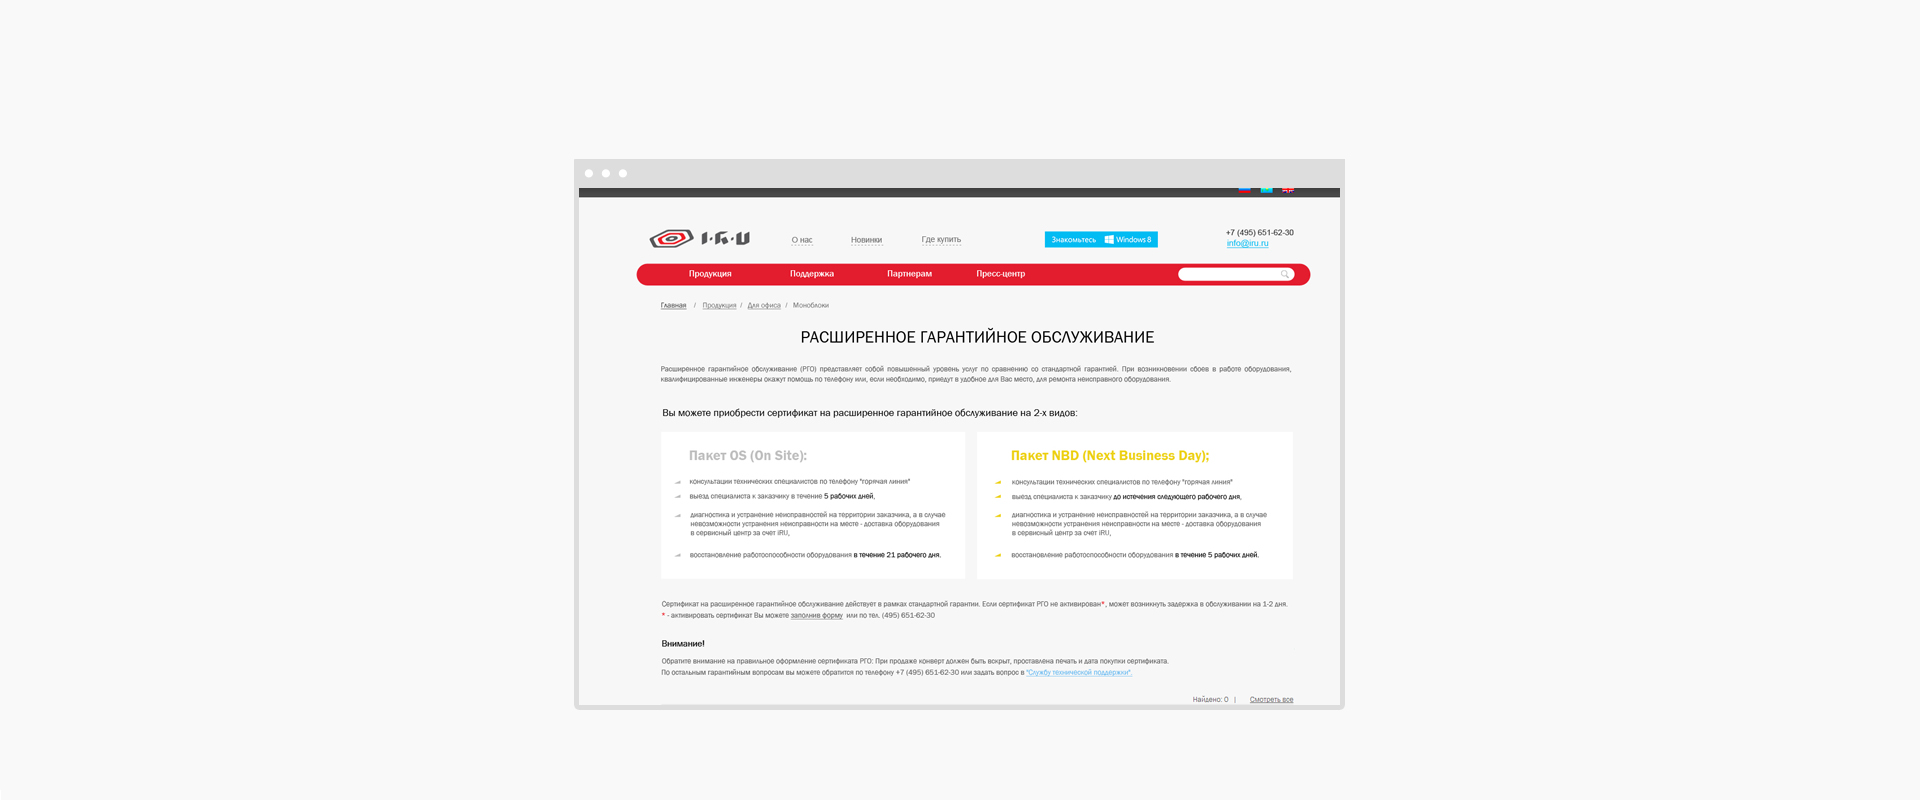 I·R·U
О нас
Новинки
Где купить
Знакомьтесь Windows 8
+7 (495) 651-62-30
info@iru.ru
Продукция
Поддержка
Партнерам
Пресс-центр
Главная / Продукция / Для офиса / Моноблоки
РАСШИРЕННОЕ ГАРАНТИЙНОЕ ОБСЛУЖИВАНИЕ
Расширенное гарантийное обслуживание (РГО) представляет собой повышенный уровень услуг по сравнению со стандартной гарантией. При возникновении сбоев в работе оборудования,
квалифицированные инженеры окажут помощь по телефону или, если необходимо, приедут в удобное для Вас место, для ремонта неисправного оборудования.
Вы можете приобрести сертификат на расширенное гарантийное обслуживание на 2-х видов:
Пакет OS (On Site):
консультации технических специалистов по телефону "горячая линия"
выезд специалиста к заказчику в течение 5 рабочих дней,
диагностика и устранение неисправностей на территории заказчика, а в случае
невозможности устранения неисправности на месте - доставка оборудования
в сервисный центр за счет iRU,
восстановление работоспособности оборудования в течение 21 рабочего дня.
Пакет NBD (Next Business Day);
консультации технических специалистов по телефону "горячая линия"
выезд специалиста к заказчику до истечения следующего рабочего дня,
диагностика и устранение неисправностей на территории заказчика, а в случае
невозможности устранения неисправности на месте - доставка оборудования
в сервисный центр за счет iRU,
восстановление работоспособности оборудования в течение 5 рабочих дней.
Сертификат на расширенное гарантийное обслуживание действует в рамках стандартной гарантии. Если сертификат РГО не активирован*, может возникнуть задержка в обслуживании на 1-2 дня.
* - активировать сертификат Вы можете заполнив форму или по тел. (495) 651-62-30
Внимание!
Обратите внимание на правильное оформление сертификата РГО: При продаже конверт должен быть вскрыт, проставлена печать и дата покупки сертификата.
По остальным гарантийным вопросам вы можете обратится по телефону +7 (495) 651-62-30 или задать вопрос в "Службу технической поддержки".
Найдено: 0 | Смотреть все